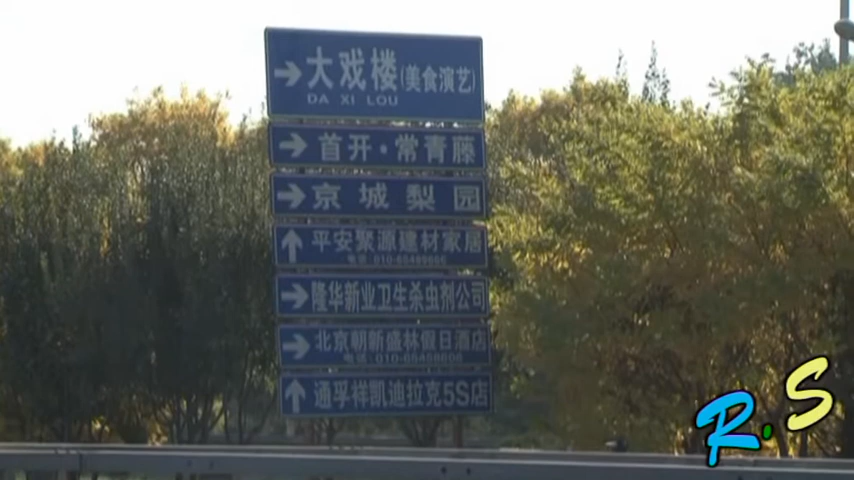 大戏楼(美食演艺)
DA XI LOU
首开·常青藤
京城梨园
平安聚源建材家居
隆华新业卫生杀虫剂公司
北京朝新盛林假日酒店
通孚祥凯迪拉克5S店
R.S